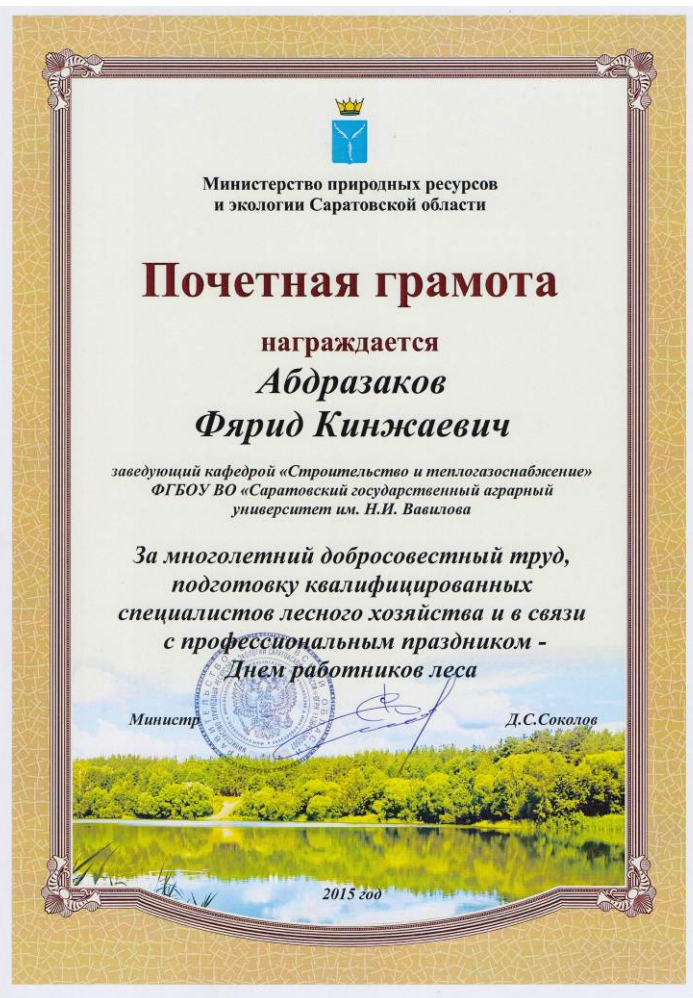 Министерство природных ресурсов
и экологии Саратовской области
Почетная грамота
награждается
Абдразаков
Фярид Кинжаевич
заведующий кафедрой «Строительство и теплогазоснабжение»
ФГБОУ ВО «Саратовский государственный аграрный
университет им. Н.И. Вавилова
За многолетний добросовестный труд,
подготовку квалифицированных
специалистов лесного хозяйства и в связи
с профессиональным праздником -
Днем работников леса
Министр
Д.С.Соколов
2015 год